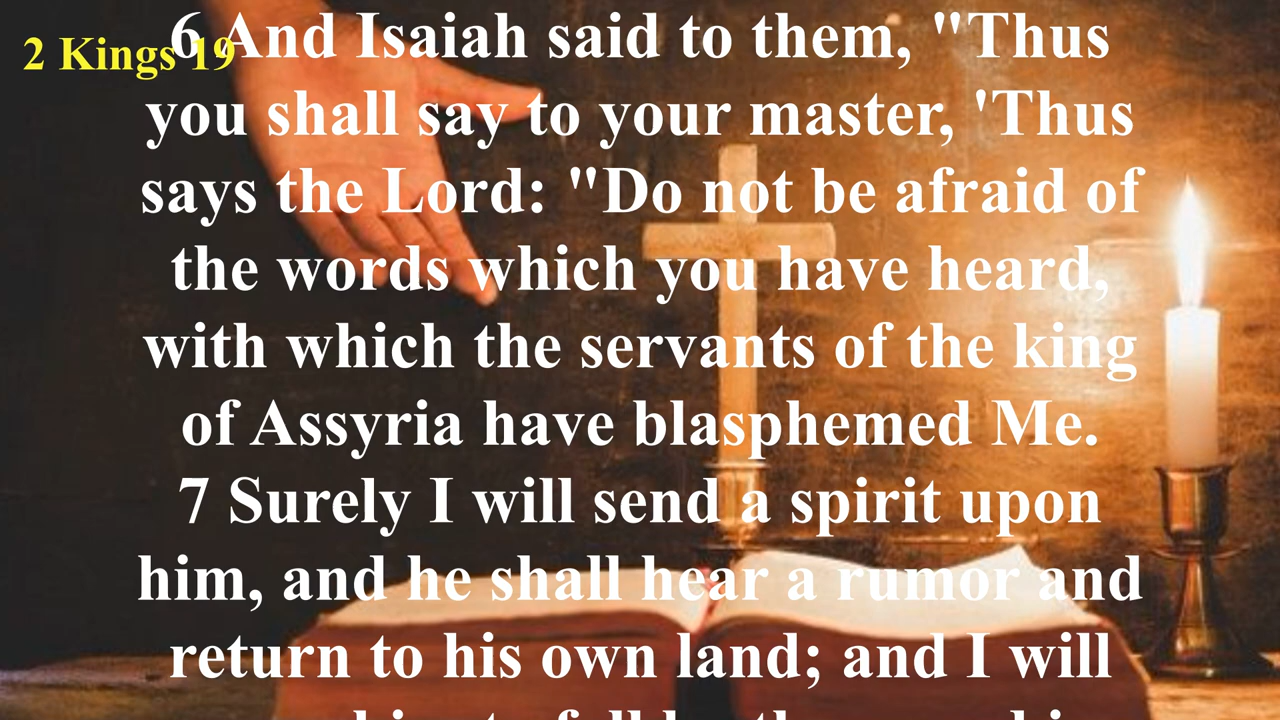 2 Kings 19
6 And Isaiah said to them, "Thus
you shall say to your master, 'Thus
says the Lord: "Do not be afraid of
the words which you have heard,
with which the servants of the king
of Assyria have blasphemed Me.
7 Surely I will send a spirit upon
him, and he shall hear a rumor and
return to his own land; and I will